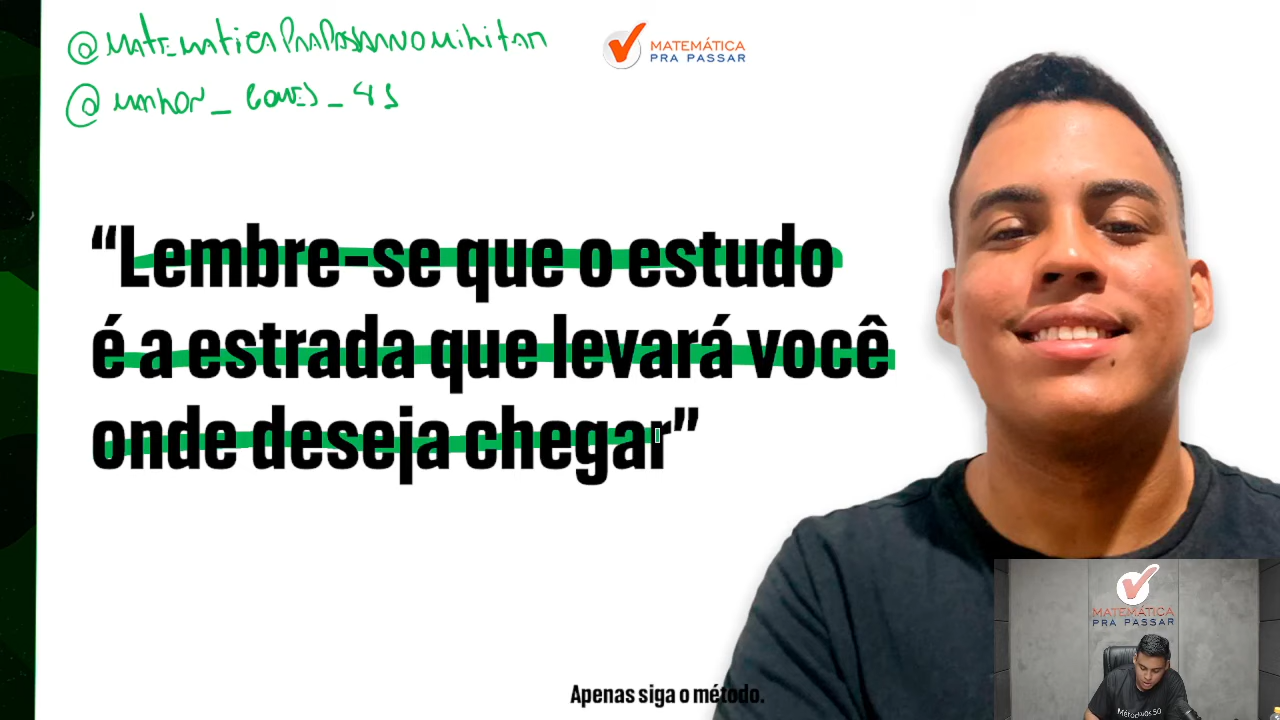 @matematicaPRAPassarnomilitar
MATEMÁTICA
PRA PASSAR
“Lembre-se que o estudo
é a estrada que levará você
onde deseja chegar”
Apenas siga o método.
MATEMÁTICA
PRA PASSAR